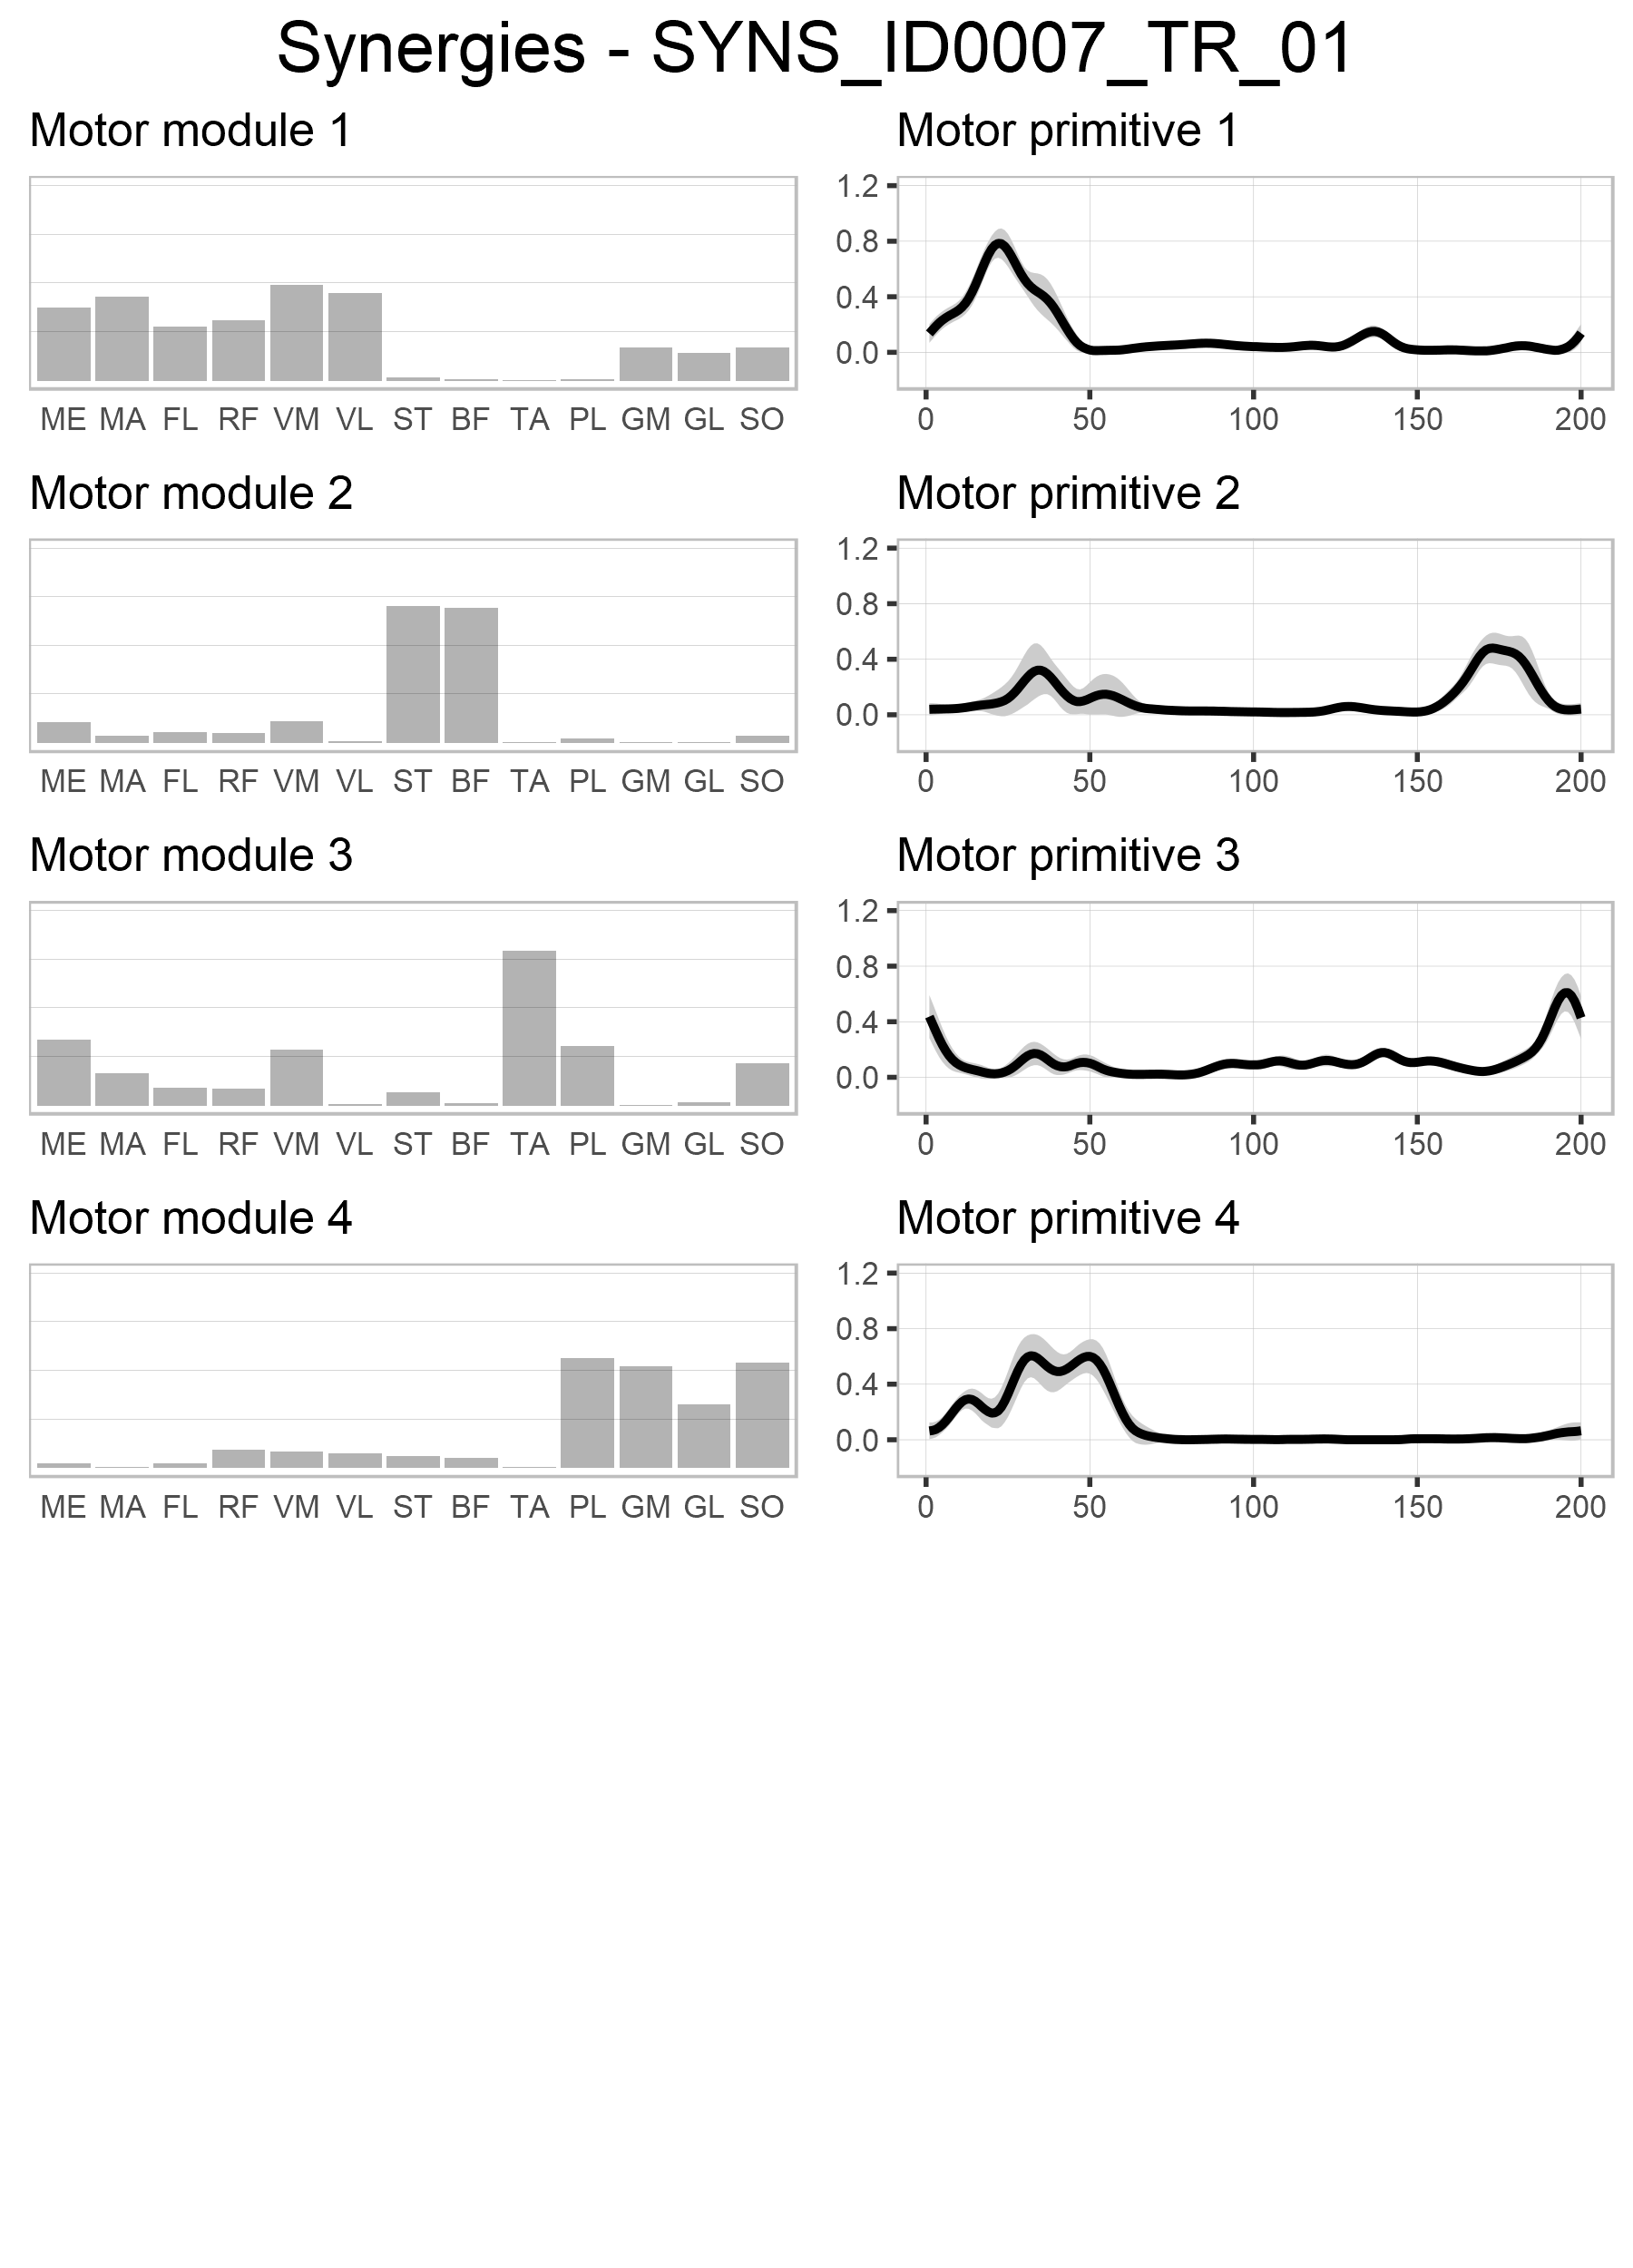 Synergies - SYNS_ID0007_TR_01
Motor module 1
Motor primitive 1
1.2
0.8
0.4
0.0
ME MA FL RF VM VL ST BF TA PL GM GL SO
0 50 100 150 200
Motor module 2
Motor primitive 2
1.2
0.8
0.4
0.0
ME MA FL RF VM VL ST BF TA PL GM GL SO
0 50 100 150 200
Motor module 3
Motor primitive 3
1.2
0.8
0.4
0.0
ME MA FL RF VM VL ST BF TA PL GM GL SO
0 50 100 150 200
Motor module 4
Motor primitive 4
1.2
0.8
0.4
0.0
ME MA FL RF VM VL ST BF TA PL GM GL SO
0 50 100 150 200